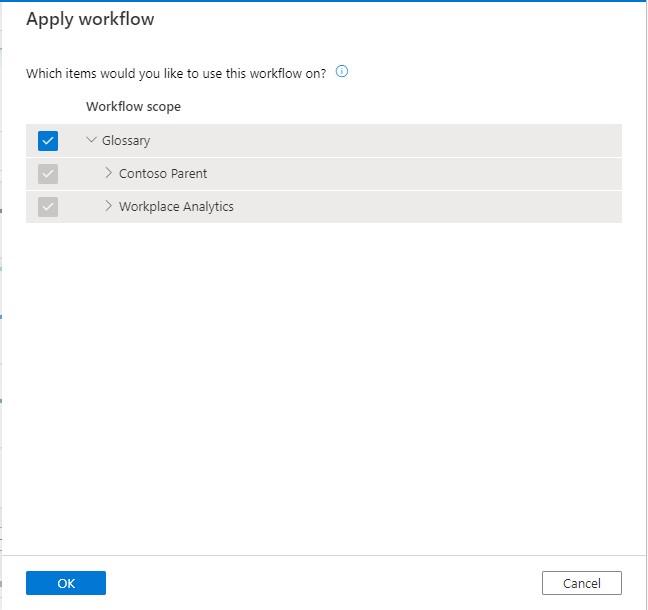 Apply workflow
Which items would you like to use this workflow on?
Workflow scope
Glossary
Contoso Parent
Workplace Analytics
OK
Cancel